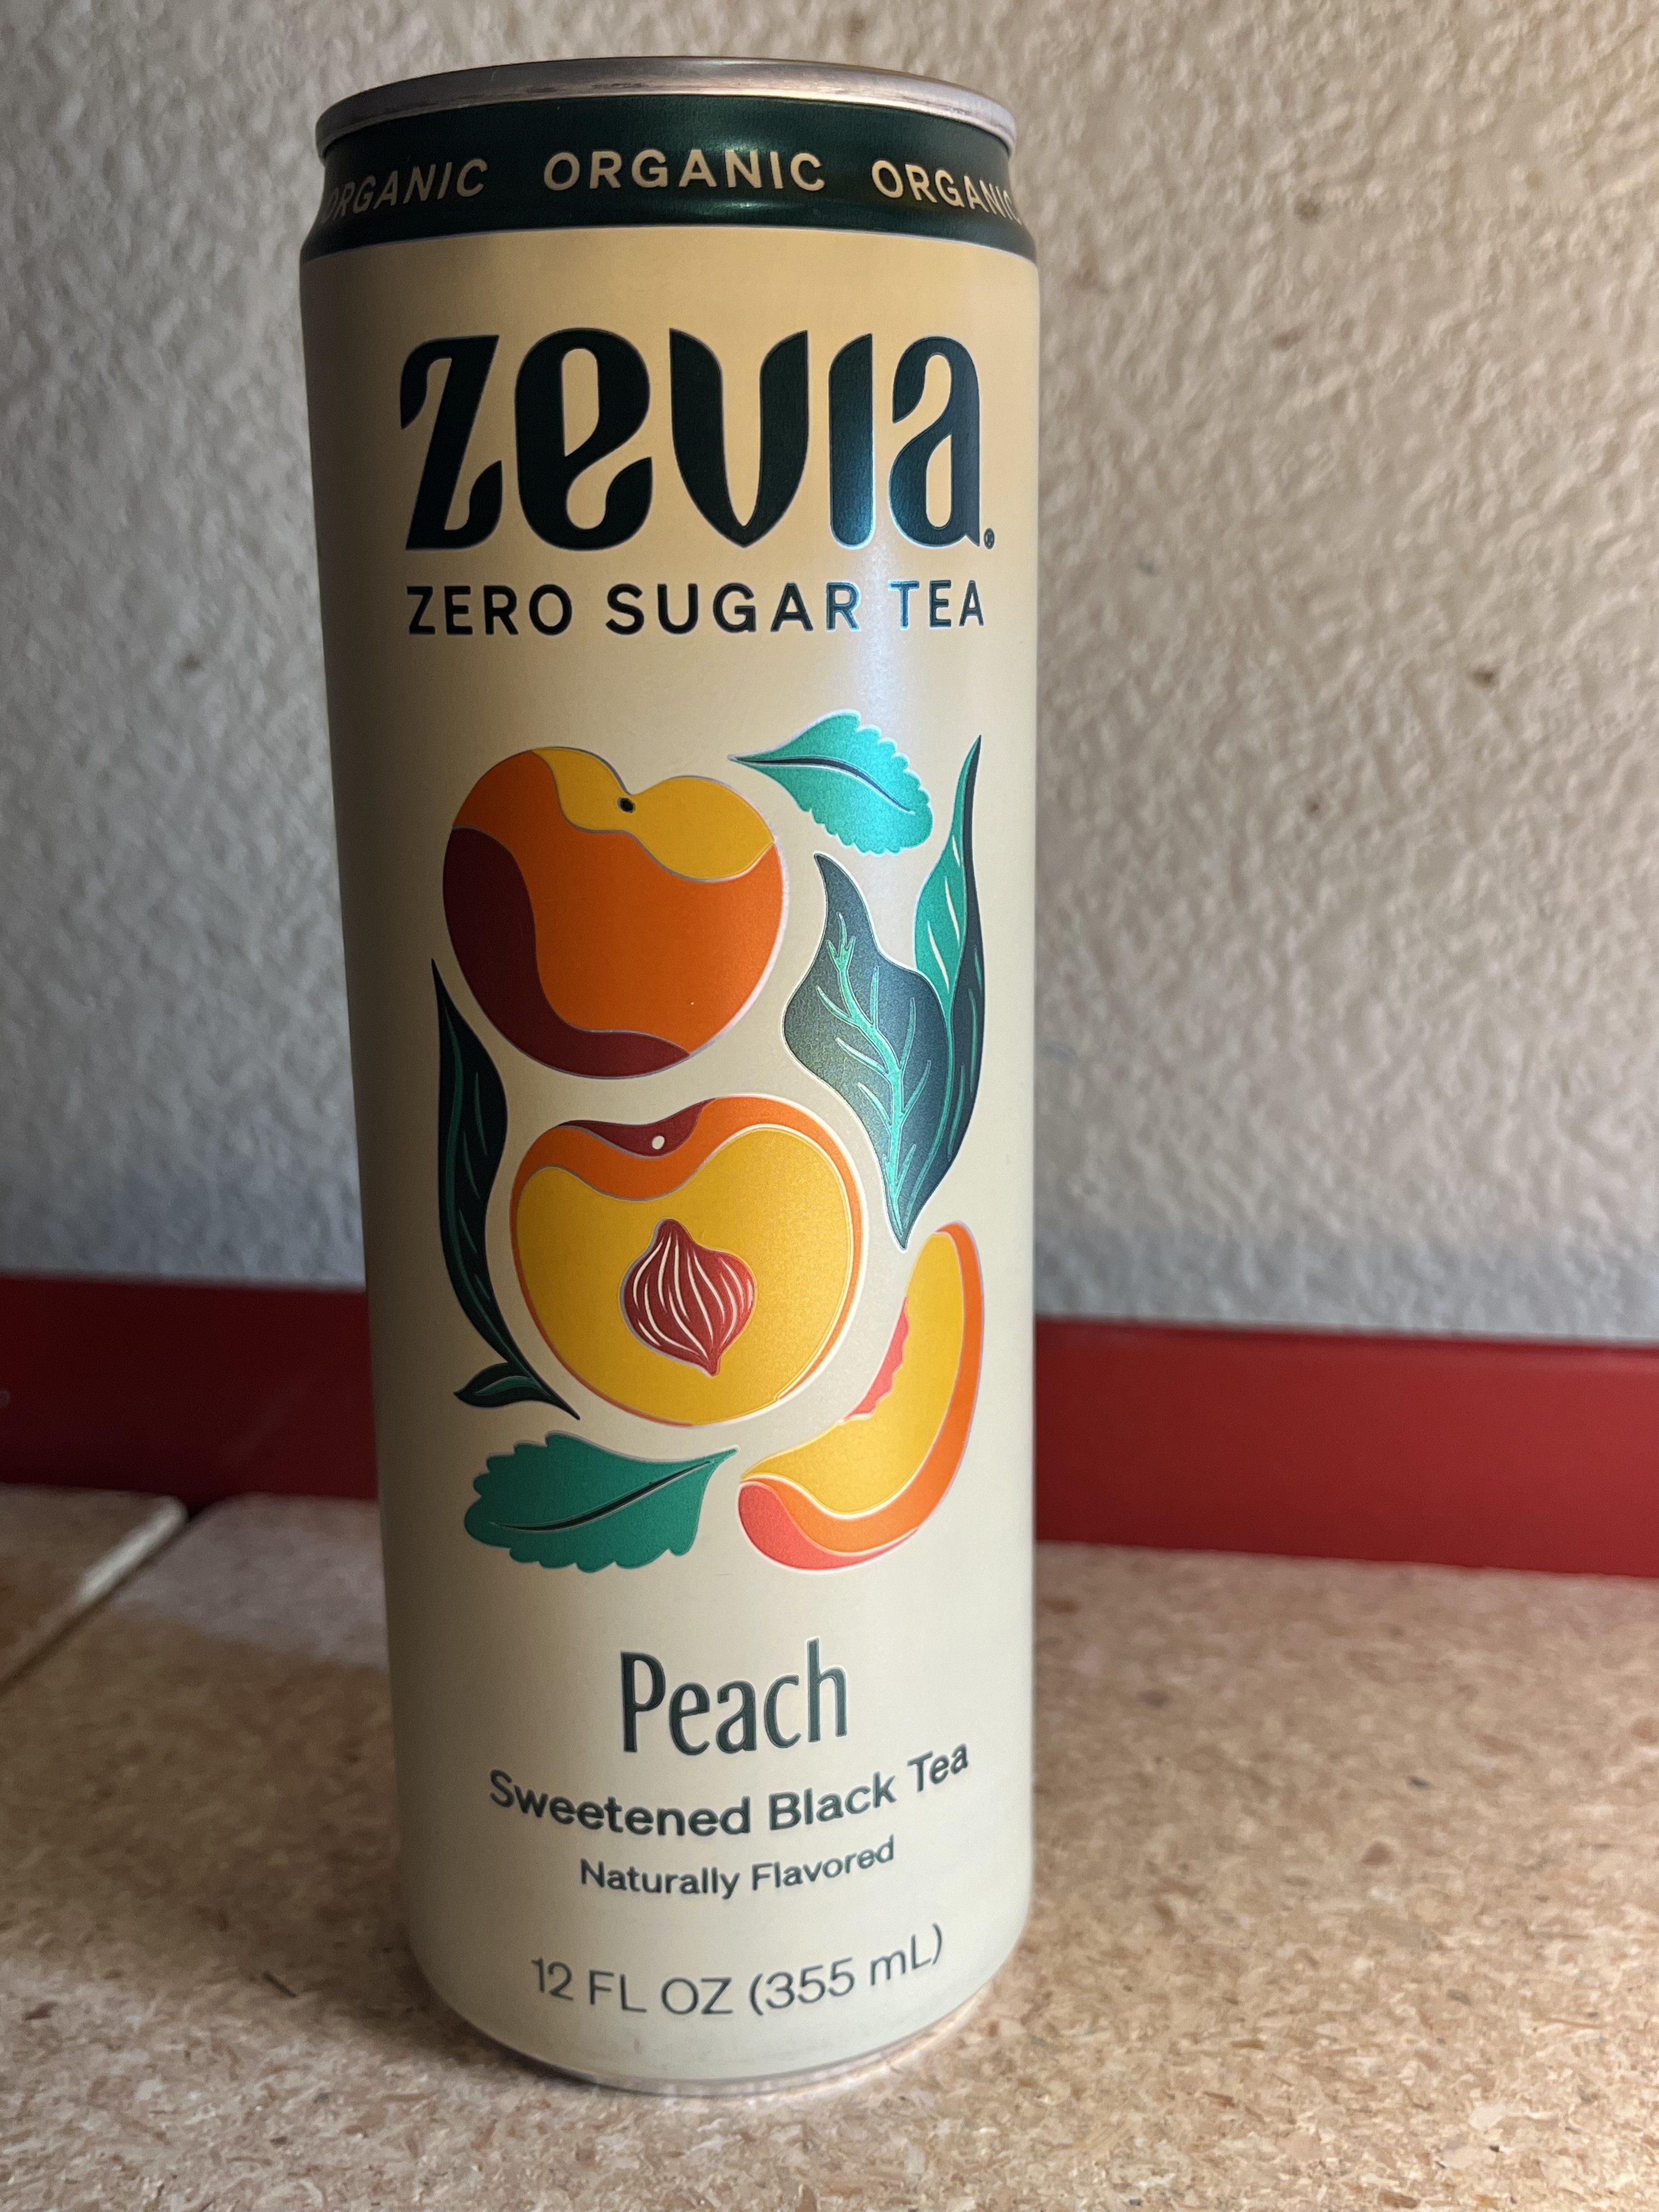 ORGANIC ORGANIC ORGANIC
zevia®
ZERO SUGAR TEA
Peach
Sweetened Black Tea
Naturally Flavored
12 FL OZ (355 mL)